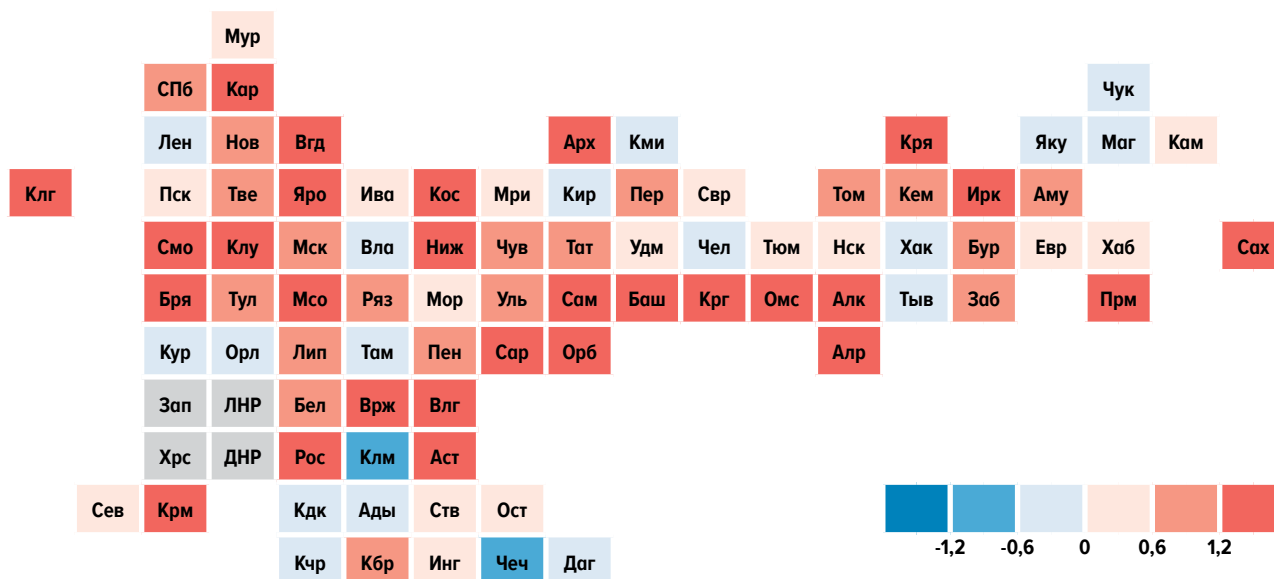 Мур
СПб Кар Чук
Лен Нов Вгд Арх Кми Кря Яку Маг Кам
Клг Пск Тве Яро Ива Кос Мри Кир Пер Свр Том Кем Ирк Аму
Смо Клу Мск Вла Ниж Чув Тат Удм Чел Тюм Нск Хак Бур Евр Хаб Сах
Бря Тул Мсо Ряз Мор Уль Сам Баш Крг Омс Алк Тыв Заб Прм
Кур Орл Лип Там Пен Сар Орб Алр
Зап ЛНР Бел Врж Влг
Хрс ДНР Рос Клм Аст
Сев Крм Кдк Ады Ств Ост
-1,2 -0,6 0 0,6 1,2
Кчр Кбр Инг Чеч Даг